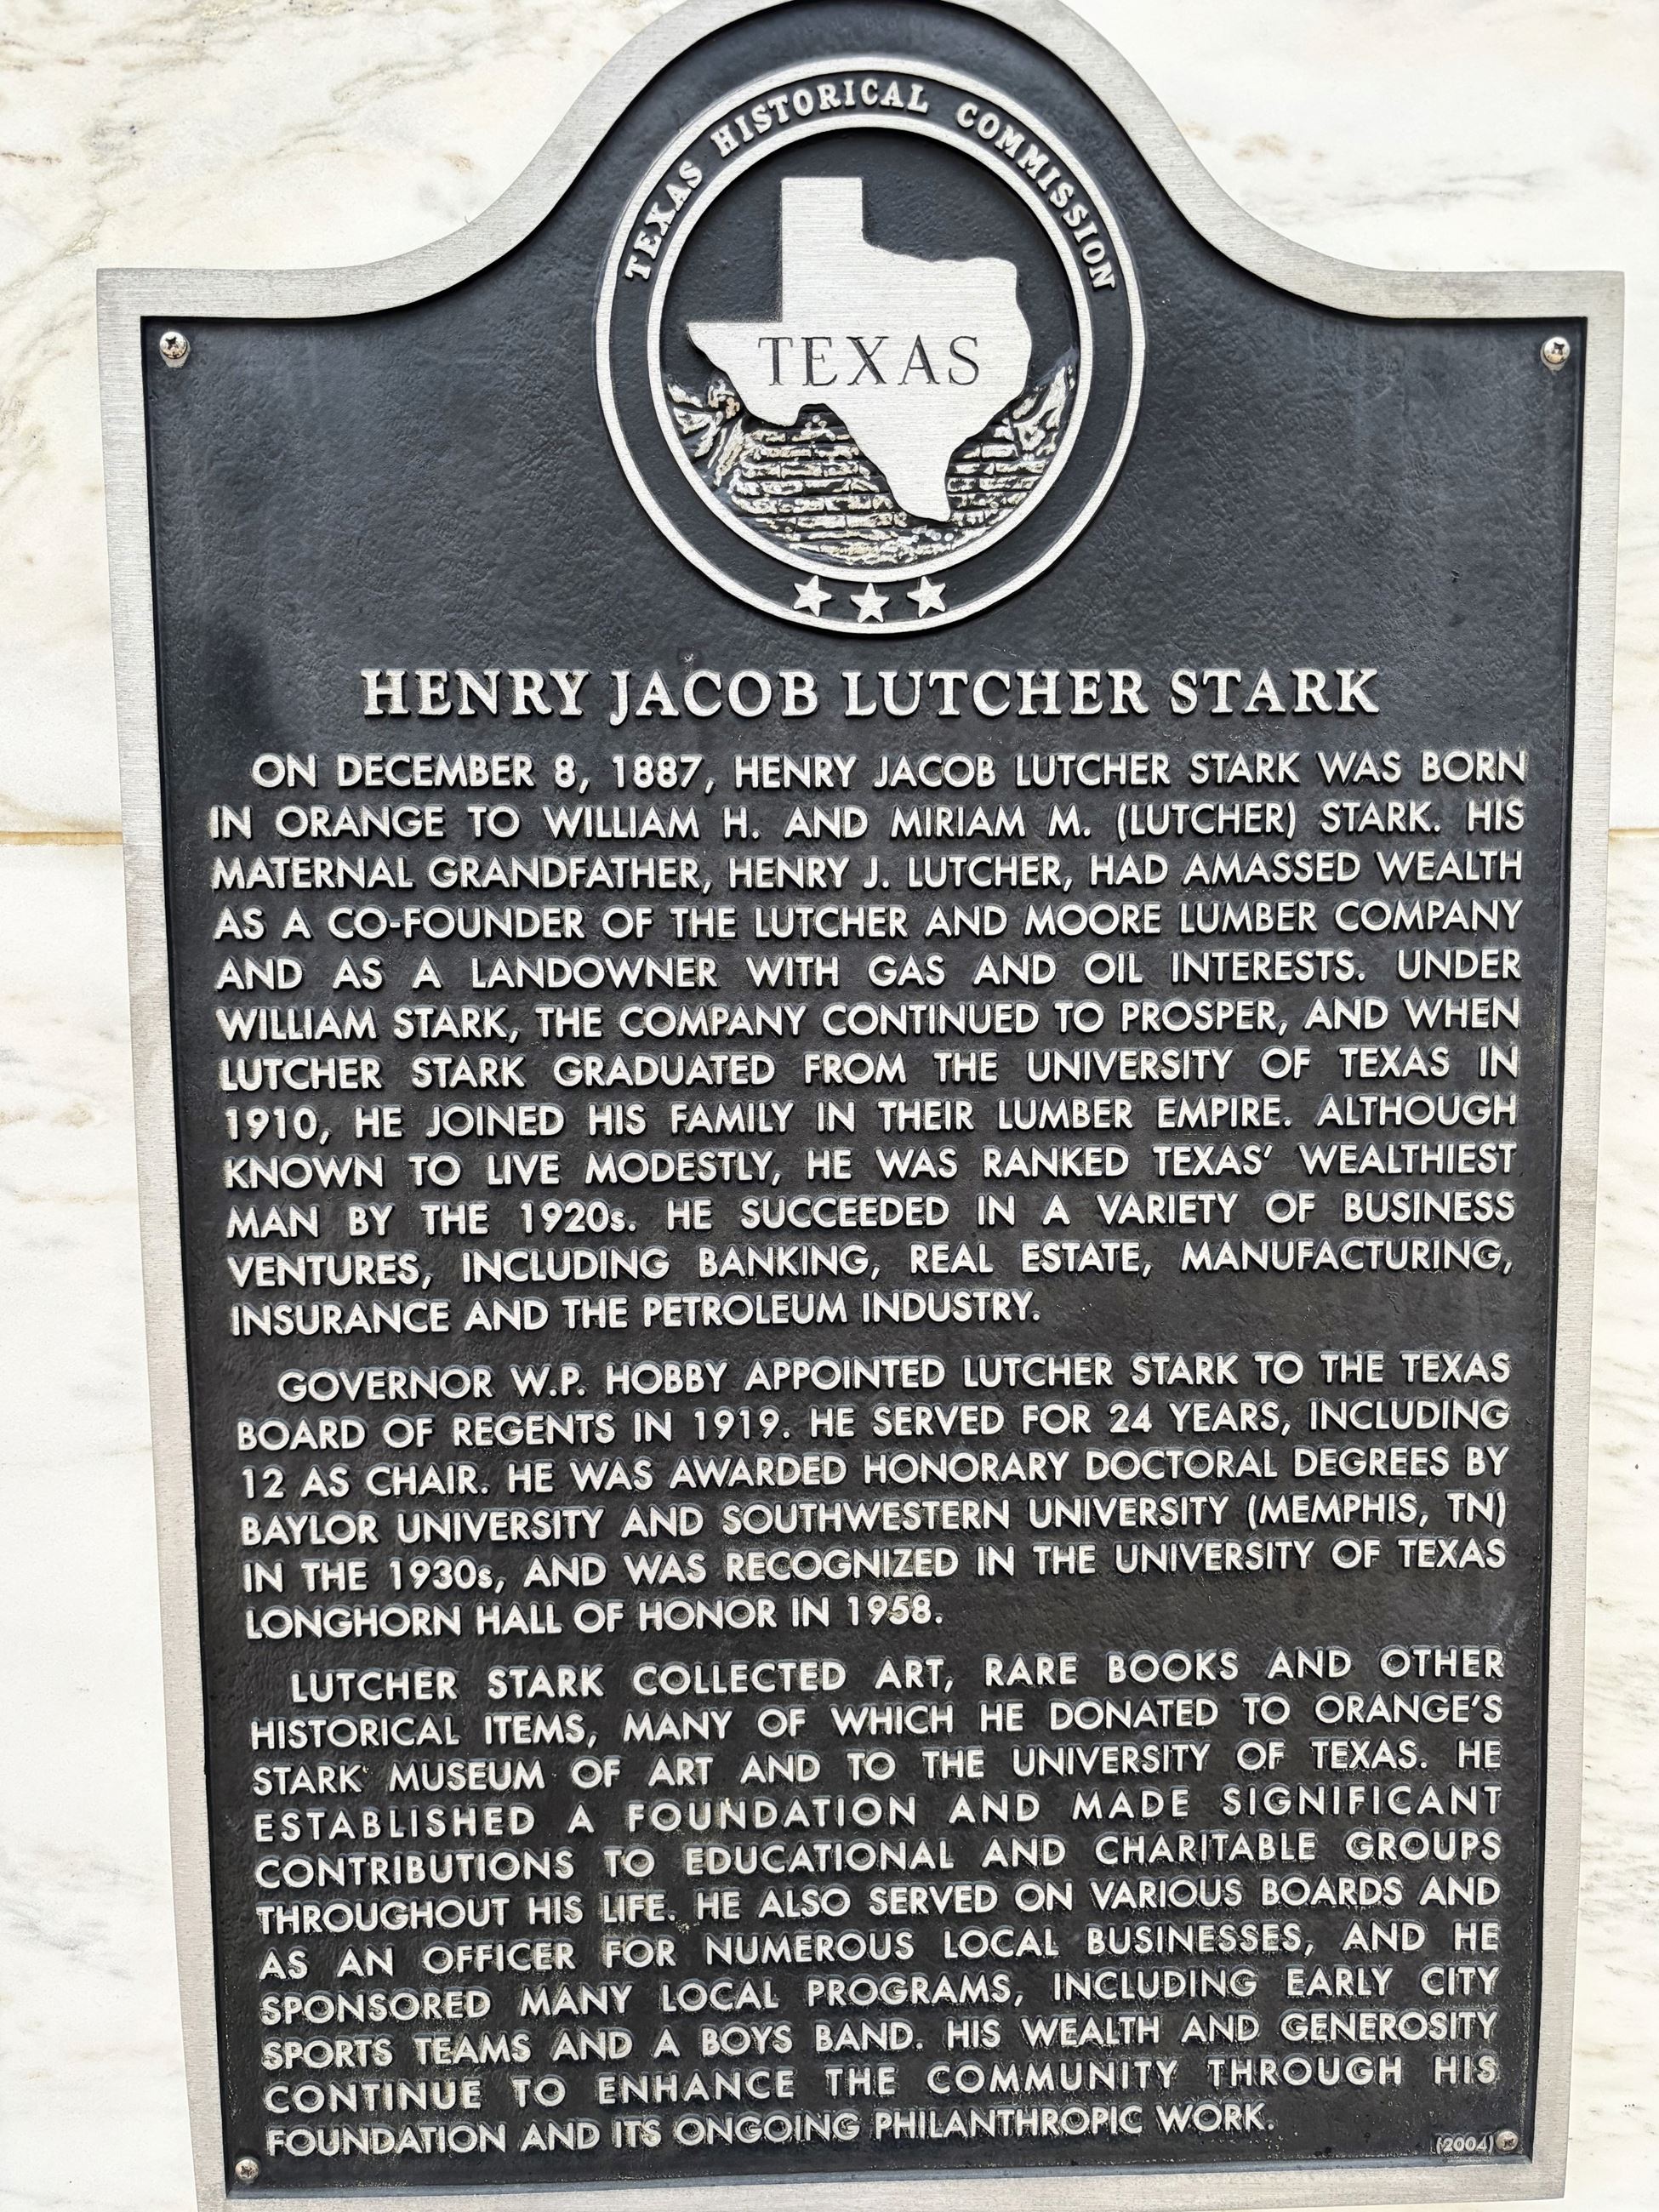 TEXAS HISTORICAL COMMISSION
TEXAS
HENRY JACOB LUTCHER STARK
ON DECEMBER 8, 1887, HENRY JACOB LUTCHER STARK WAS BORN
IN ORANGE TO WILLIAM H. AND MIRIAM M. (LUTCHER) STARK. HIS
MATERNAL GRANDFATHER, HENRY J. LUTCHER, HAD AMASSED WEALTH
AS A CO-FOUNDER OF THE LUTCHER AND MOORE LUMBER COMPANY
AND AS A LANDOWNER WITH GAS AND OIL INTERESTS. UNDER
WILLIAM STARK, THE COMPANY CONTINUED TO PROSPER, AND WHEN
LUTCHER STARK GRADUATED FROM THE UNIVERSITY OF TEXAS IN
1910, HE JOINED HIS FAMILY IN THEIR LUMBER EMPIRE. ALTHOUGH
KNOWN TO LIVE MODESTLY, HE WAS RANKED TEXAS' WEALTHIEST
MAN BY THE 1920s. HE SUCCEEDED IN A VARIETY OF BUSINESS
VENTURES, INCLUDING BANKING, REAL ESTATE, MANUFACTURING,
INSURANCE AND THE PETROLEUM INDUSTRY.
GOVERNOR W.P. HOBBY APPOINTED LUTCHER STARK TO THE TEXAS
BOARD OF REGENTS IN 1919. HE SERVED FOR 24 YEARS, INCLUDING
12 AS CHAIR. HE WAS AWARDED HONORARY DOCTORAL DEGREES BY
BAYLOR UNIVERSITY AND SOUTHWESTERN UNIVERSITY (MEMPHIS, TN)
IN THE 1930s, AND WAS RECOGNIZED IN THE UNIVERSITY OF TEXAS
LONGHORN HALL OF HONOR IN 1958.
LUTCHER STARK COLLECTED ART, RARE BOOKS AND OTHER
HISTORICAL ITEMS, MANY OF WHICH HE DONATED TO ORANGE'S
STARK MUSEUM OF ART AND TO THE UNIVERSITY OF TEXAS. HE
ESTABLISHED A FOUNDATION AND MADE SIGNIFICANT
CONTRIBUTIONS TO EDUCATIONAL AND CHARITABLE GROUPS
THROUGHOUT HIS LIFE. HE ALSO SERVED ON VARIOUS BOARDS AND
AS AN OFFICER FOR NUMEROUS LOCAL BUSINESSES, AND HE
SPONSORED MANY LOCAL PROGRAMS, INCLUDING EARLY CITY
SPORTS TEAMS AND A BOYS BAND. HIS WEALTH AND GENEROSITY
CONTINUE TO ENHANCE THE COMMUNITY THROUGH HIS
FOUNDATION AND ITS ONGOING PHILANTHROPIC WORK.
(2004)